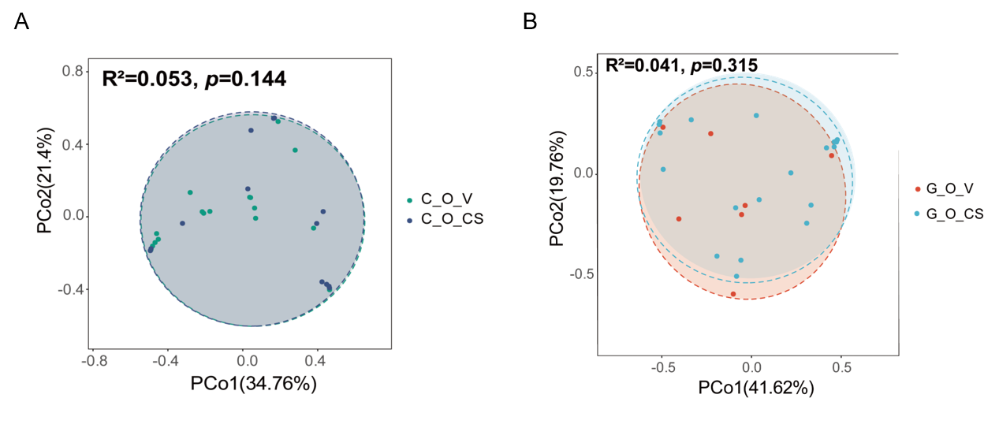 A
R²=0.053, p=0.144
0.8
0.4
0.0
-0.4
PCo2(21.4%)
-0.8
-0.4
0.0
0.4
PCo1(34.76%)
C_O_V
C_O_CS
B
R²=0.041, p=0.315
0.5
0.0
-0.5
PCo2(19.76%)
-0.5
0.0
0.5
PCo1(41.62%)
G_O_V
G_O_CS